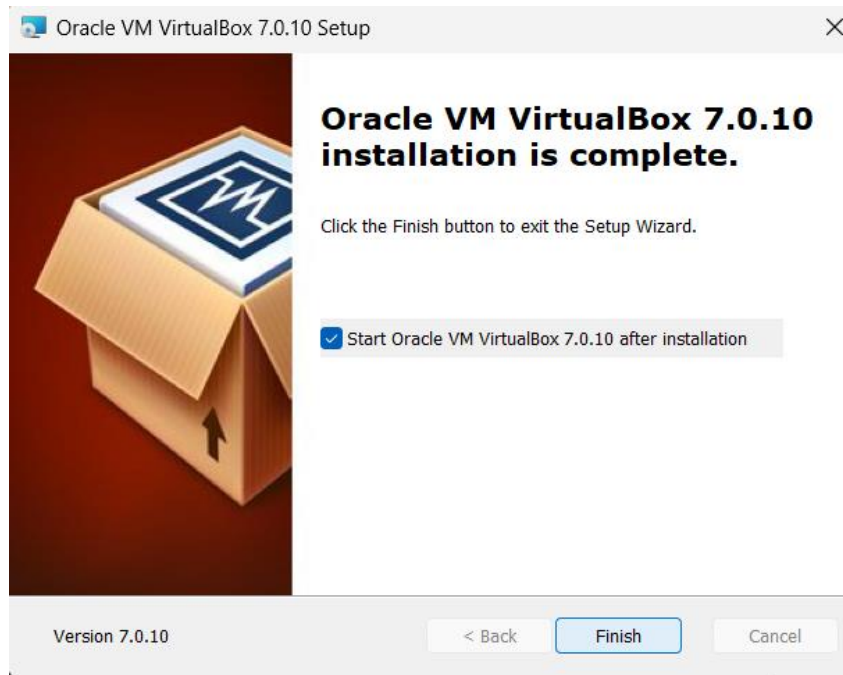 Oracle VM VirtualBox 7.0.10 Setup
Oracle VM VirtualBox 7.0.10
installation is complete.
Click the Finish button to exit the Setup Wizard.
Start Oracle VM VirtualBox 7.0.10 after installation
Version 7.0.10
< Back
Finish
Cancel